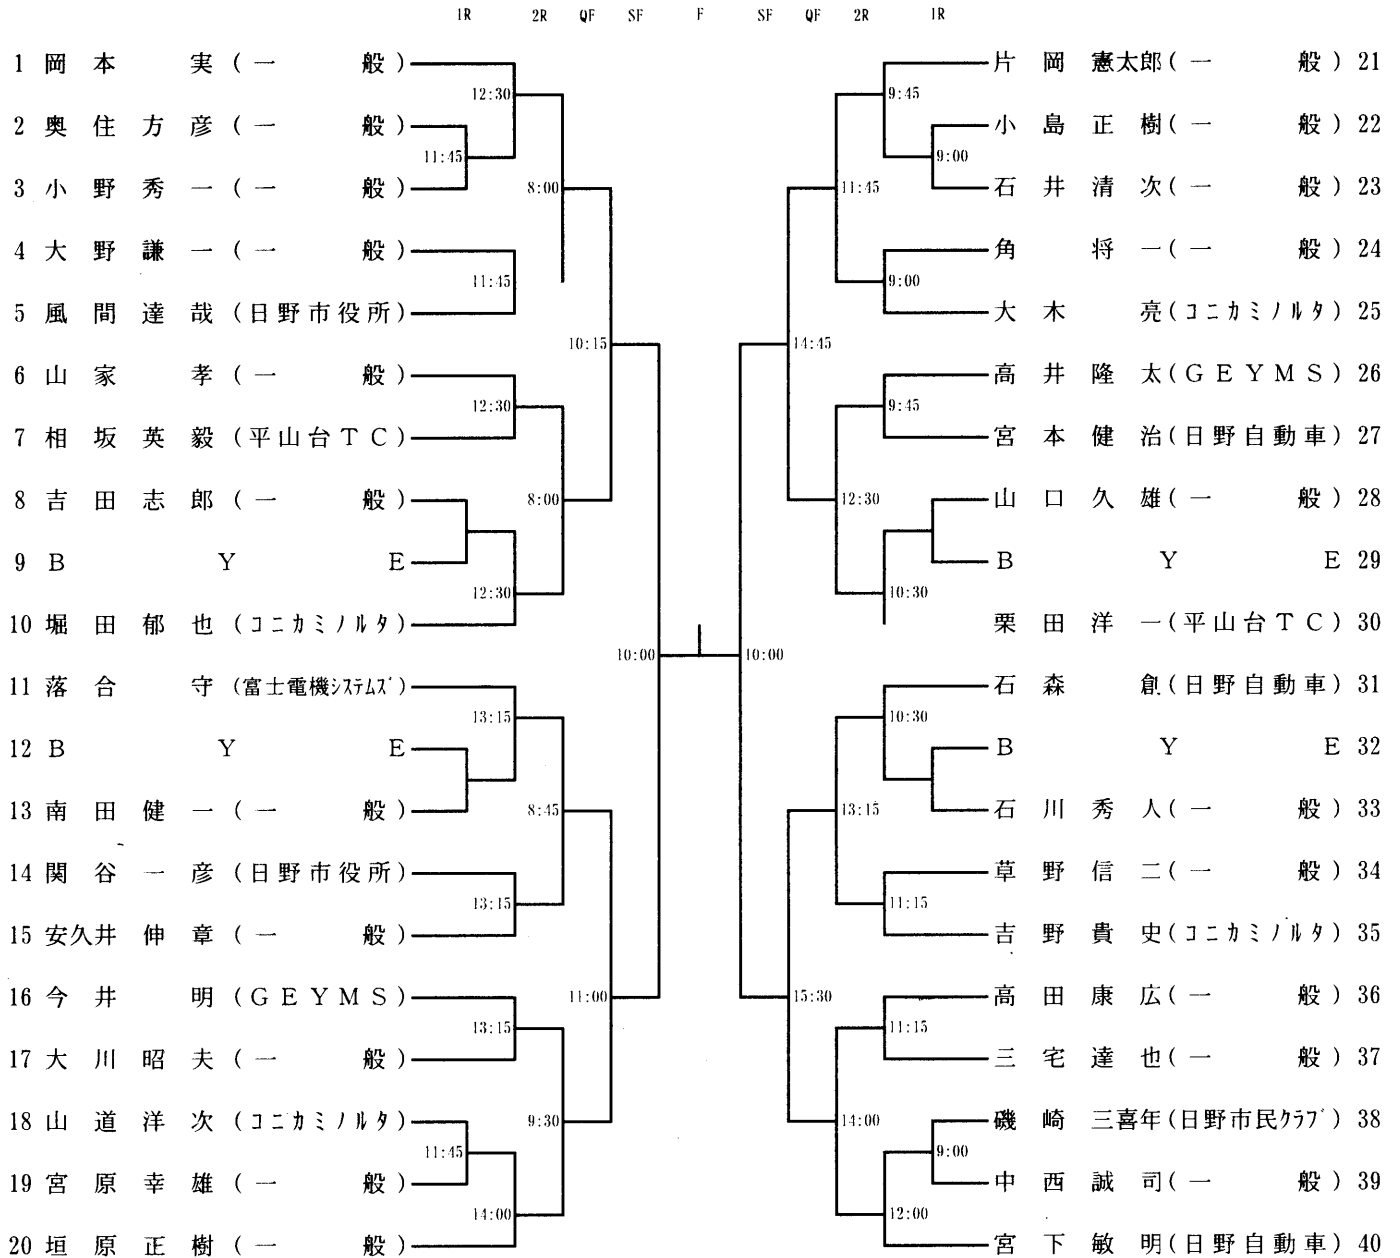 1R 2R QF SF F SF QF 2R 1R
1 岡本 実 (一般) 片岡 憲太郎 (一般) 21
12:30 9:45
2 奥住方彦 (一般) 小島正樹 (一般) 22
11:45 9:00
3 小野秀一 (一般) 8:00 11:45 石井清次 (一般) 23
4 大野謙一 (一般) 角 将一 (一般) 24
11:45 9:00
5 風間達哉 (日野市役所) 大木 亮 (コニカミノルタ) 25
10:15 14:45
6 山家 孝 (一般) 高井隆太 (GEYMS) 26
12:30 9:45
7 相坂英毅 (平山台TC) 宮本健治 (日野自動車) 27
8 吉田志郎 (一般) 8:00 12:30 山口久雄 (一般) 28
9 BYE BYE 29
12:30 10:30
10 堀田郁也 (コニカミノルタ) 栗田洋一 (平山台TC) 30
10:00 10:00
11 落合 守 (富士電機システムズ) 石森 創 (日野自動車) 31
13:15 10:30
12 BYE BYE 32
13 南田健一 (一般) 8:45 13:15 石川秀人 (一般) 33
14 関谷一彦 (日野市役所) 草野信二 (一般) 34
13:15 11:15
15 安久井伸章 (一般) 吉野貴史 (コニカミノルタ) 35
16 今井 明 (GEYMS) 11:00 15:30 高田康広 (一般) 36
13:15 11:15
17 大川昭夫 (一般) 三宅達也 (一般) 37
18 山道洋次 (コニカミノルタ) 9:30 14:00 磯崎 三喜年 (日野市民クラブ) 38
11:45 9:00
19 宮原幸雄 (一般) 中西誠司 (一般) 39
14:00 12:00
20 垣原正樹 (一般) 宮下敏明 (日野自動車) 40